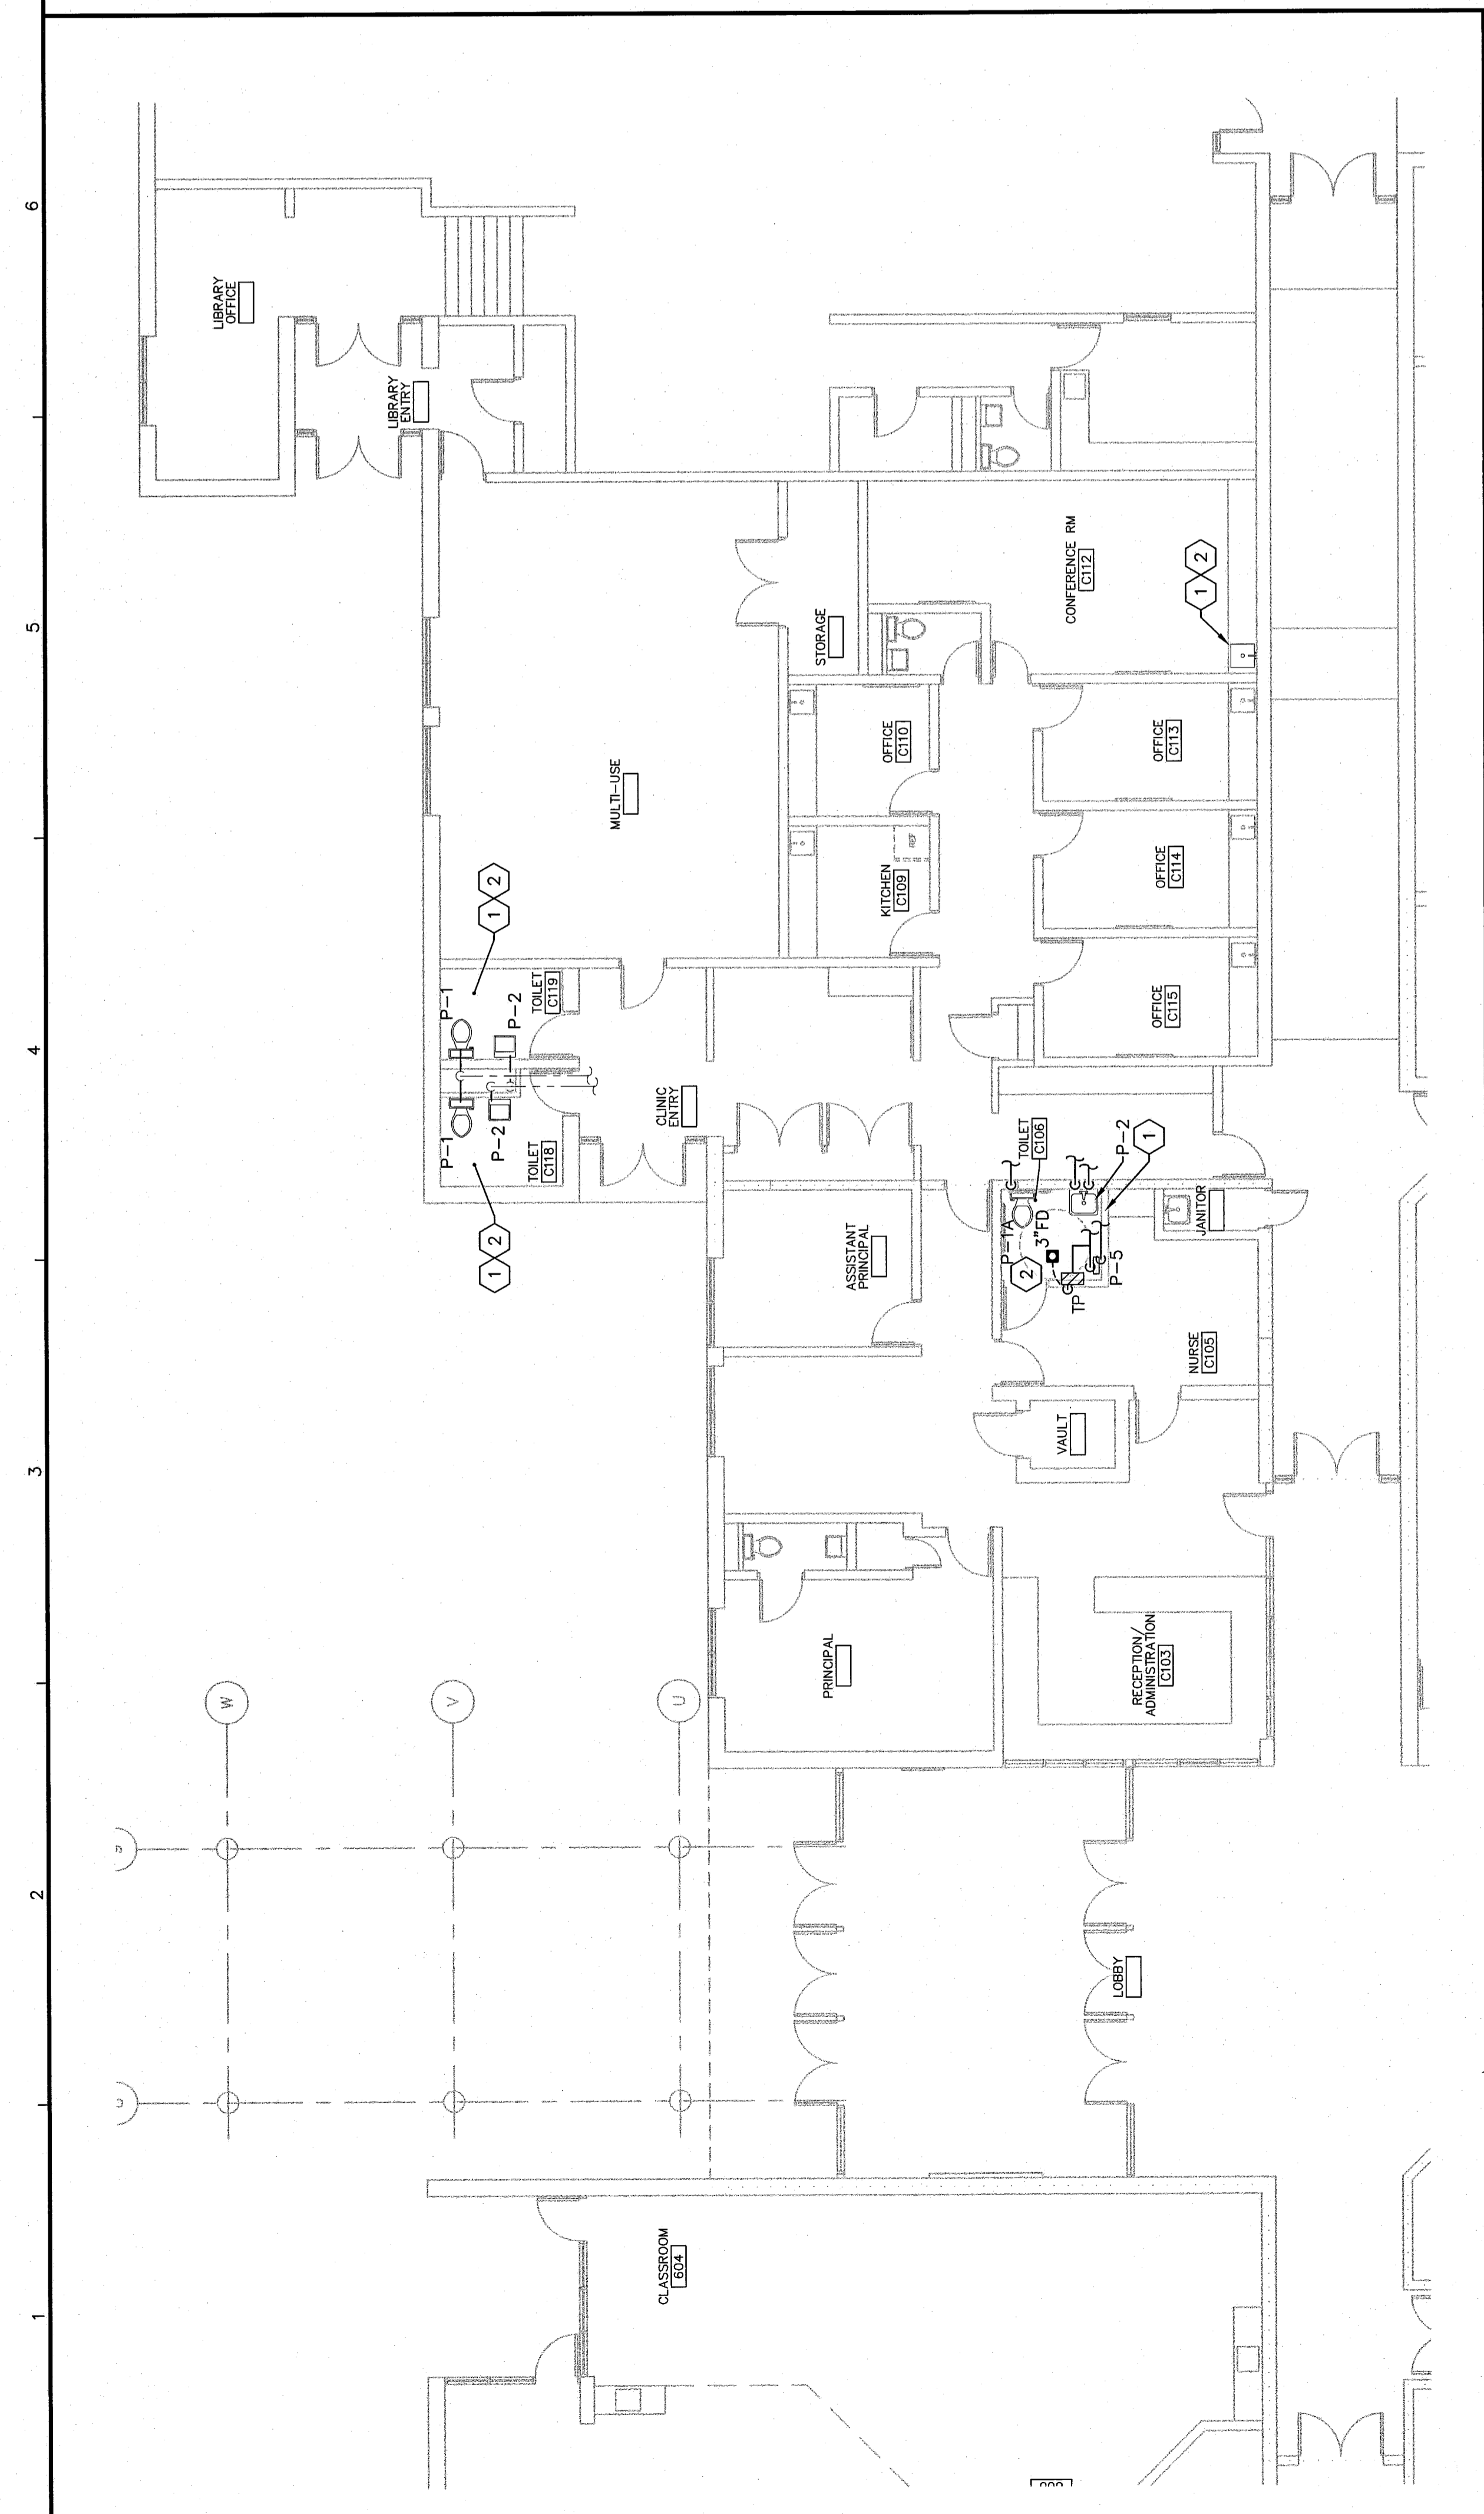 6
5
4
3
2
1
LIBRARY
OFFICE
LIBRARY
ENTRY
MULTI-USE
STORAGE
CONFERENCE RM
C112
1
2
OFFICE
C110
KITCHEN
C109
OFFICE
C113
OFFICE
C114
OFFICE
C115
1
2
P-1
P-2
TOILET
C119
P-1
P-2
TOILET
C118
1
2
CLINIC
ENTRY
ASSISTANT
PRINCIPAL
TOILET
C106
P-2
1
P-1A
3"FD
2
TP
P-5
JANITOR
NURSE
C105
VAULT
PRINCIPAL
RECEPTION/
ADMINISTRATION
C103
W
V
U
LOBBY
CLASSROOM
604